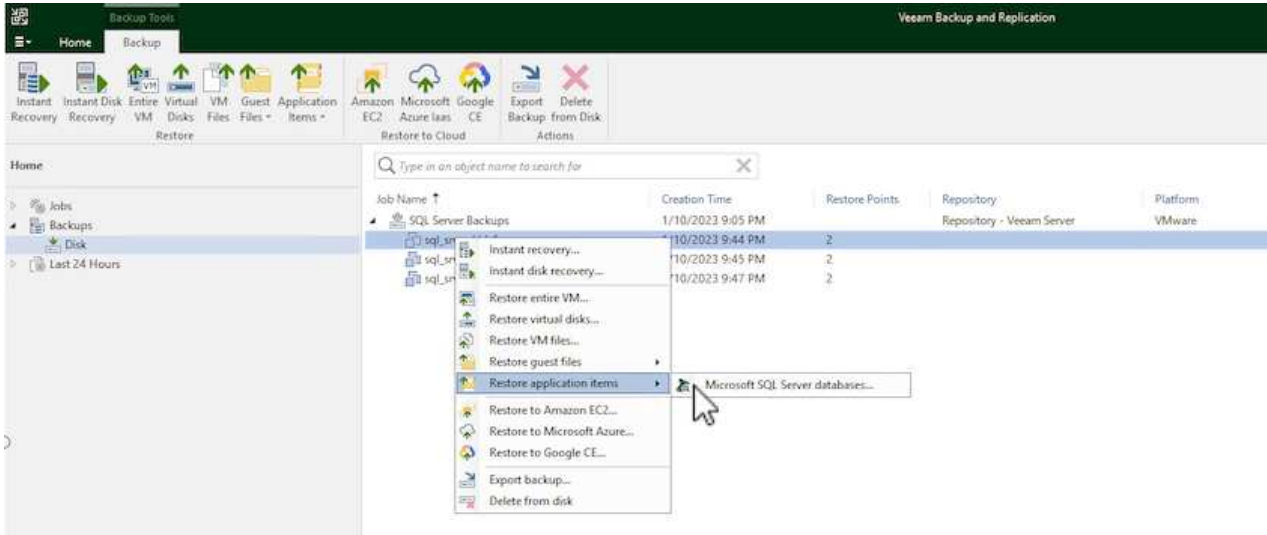 Backup Tools
Veeam Backup and Replication
Home Backup
Instant Recovery
Instant Disk Recovery
Entire VM
Virtual Disks
VM Files
Guest Files
Application Items
Amazon EC2
Microsoft Azure Iaas
Google CE
Export Backup
Delete from Disk
Restore
Restore to Cloud
Actions
Home
Type in an object name to search for
Jobs
Backups
Disk
Last 24 Hours
Job Name Creation Time Restore Points Repository Platform
SQL Server Backups 1/10/2023 9:05 PM Repository - Veeam Server VMware
10/2023 9:44 PM 2
10/2023 9:45 PM 2
10/2023 9:47 PM 2
Instant recovery...
Instant disk recovery...
Restore entire VM...
Restore virtual disks...
Restore VM files...
Restore guest files
Restore application items
Microsoft SQL Server databases...
Restore to Amazon EC2...
Restore to Microsoft Azure...
Restore to Google CE...
Export backup...
Delete from disk